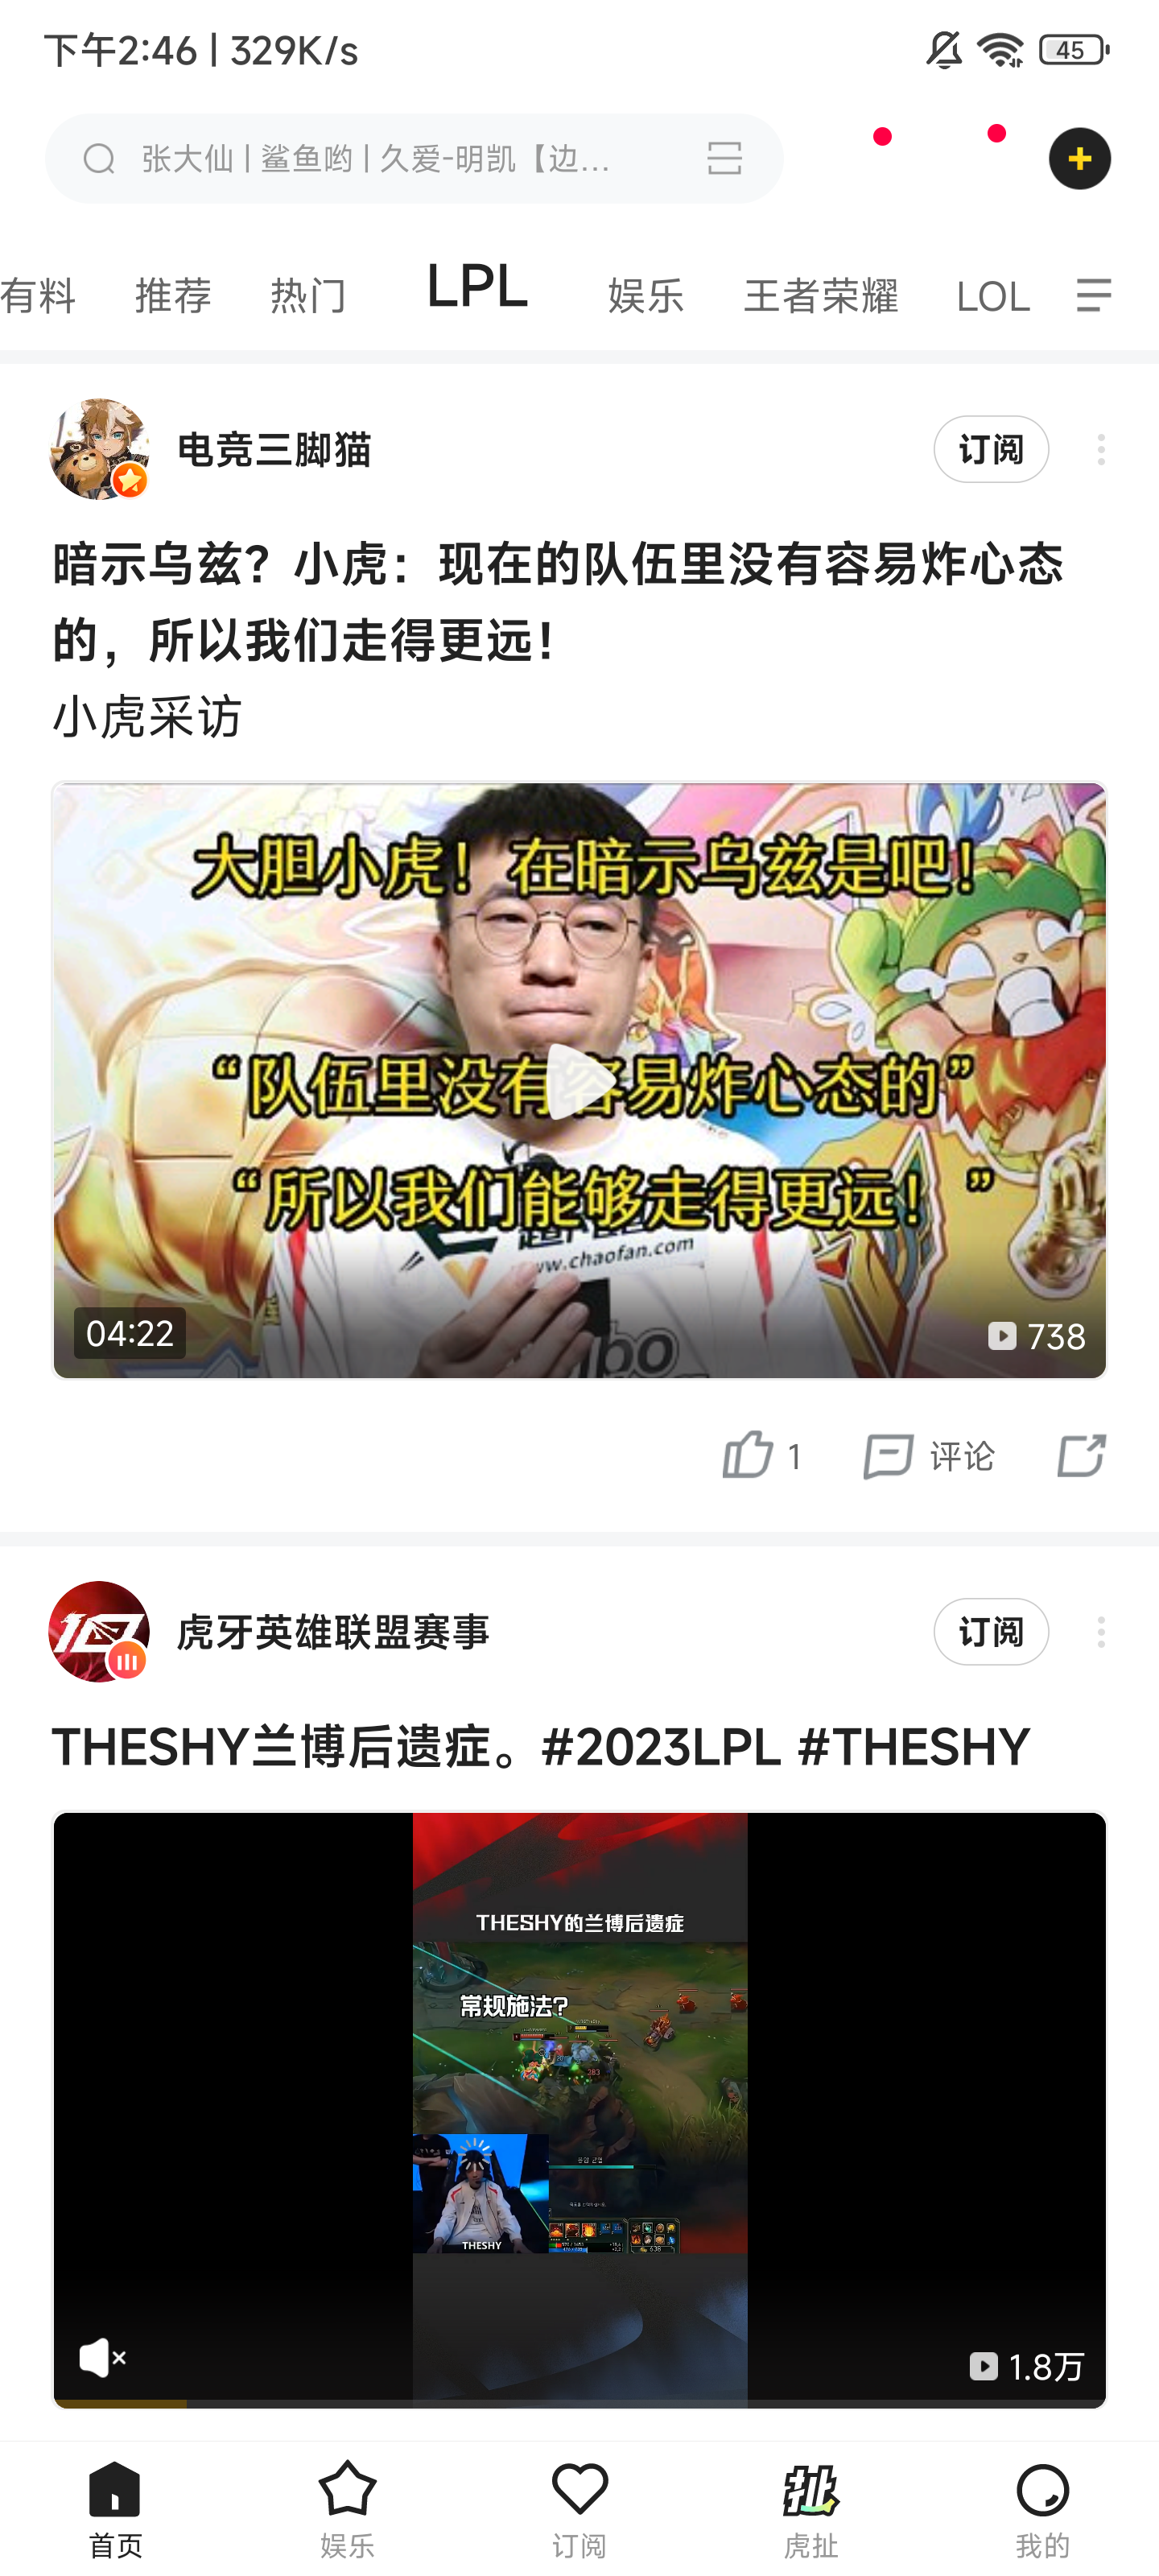 下午2:46 | 329K/s
45
张大仙 | 鲨鱼哟 | 久爱-明凯【边...
有料 推荐 热门 LPL 娱乐 王者荣耀 LOL
电竞三脚猫
订阅
暗示乌兹？小虎：现在的队伍里没有容易炸心态
的，所以我们走得更远！
小虎采访
大胆小虎！在暗示乌兹是吧！
“队伍里没有容易炸心态的”
“所以我们能够走得更远！”
www.chaofan.com
04:22
738
1
评论
虎牙英雄联盟赛事
订阅
THESHY兰博后遗症。#2023LPL #THESHY
THESHY的兰博后遗症
常规施法?
THESHY
1.8万
首页 娱乐 订阅 虎扯 我的